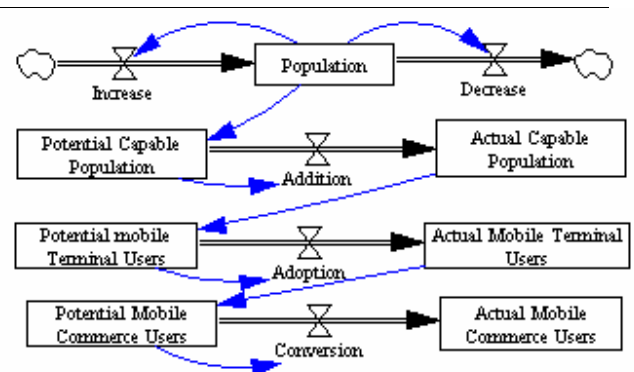 Population
Increase
Decrease
Potential Capable
Population
Addition
Actual Capable
Population
Potential mobile
Terminal Users
Adoption
Actual Mobile Terminal
Users
Potential Mobile
Commerce Users
Conversion
Actual Mobile
Commerce Users